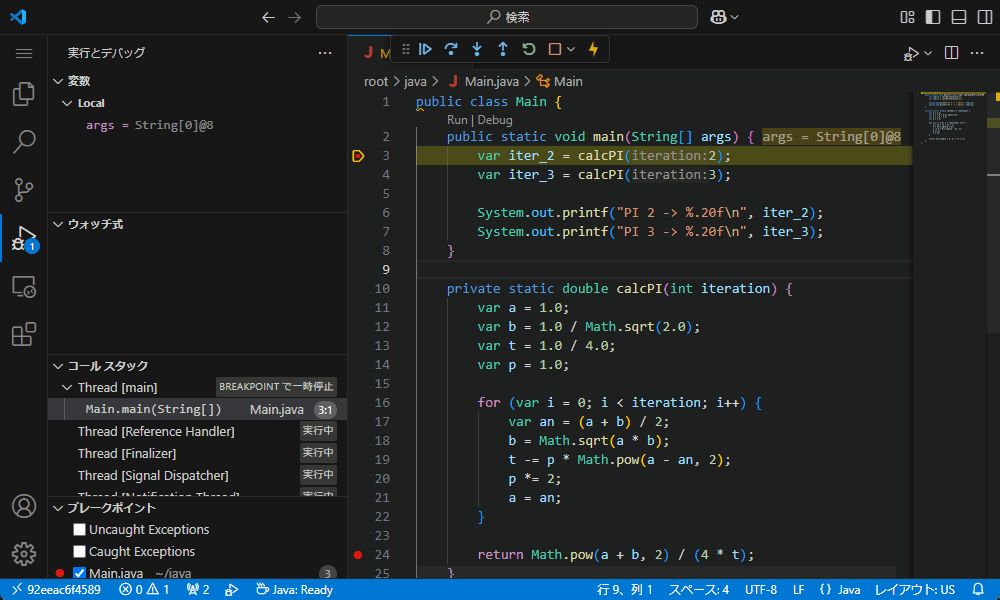 検索
実行とデバッグ
変数
Local
args = String[0]@8
ウォッチ式
コール スタック
Thread [main] BREAKPOINT で一時停止
Main.main(String[]) Main.java 3:1
Thread [Reference Handler] 実行中
Thread [Finalizer] 実行中
Thread [Signal Dispatcher] 実行中
Thread [Notification Thread] 実行中
ブレークポイント
Uncaught Exceptions
Caught Exceptions
Main.java ~/java 3
1
J M
root > java > J Main.java > Main
1 public class Main {
Run | Debug
2 public static void main(String[] args) { args = String[0]@8
3 var iter_2 = calcPI(iteration:2);
4 var iter_3 = calcPI(iteration:3);
5
6 System.out.printf("PI 2 -> %.20f\n", iter_2);
7 System.out.printf("PI 3 -> %.20f\n", iter_3);
8 }
9
10 private static double calcPI(int iteration) {
11 var a = 1.0;
12 var b = 1.0 / Math.sqrt(2.0);
13 var t = 1.0 / 4.0;
14 var p = 1.0;
15
16 for (var i = 0; i < iteration; i++) {
17 var an = (a + b) / 2;
18 b = Math.sqrt(a * b);
19 t -= p * Math.pow(a - an, 2);
20 p *= 2;
21 a = an;
22 }
23
24 return Math.pow(a + b, 2) / (4 * t);
25 }
92eeac6f4589 0 1 2 Java: Ready 行 9、列 1 スペース: 4 UTF-8 LF {} Java レイアウト: US